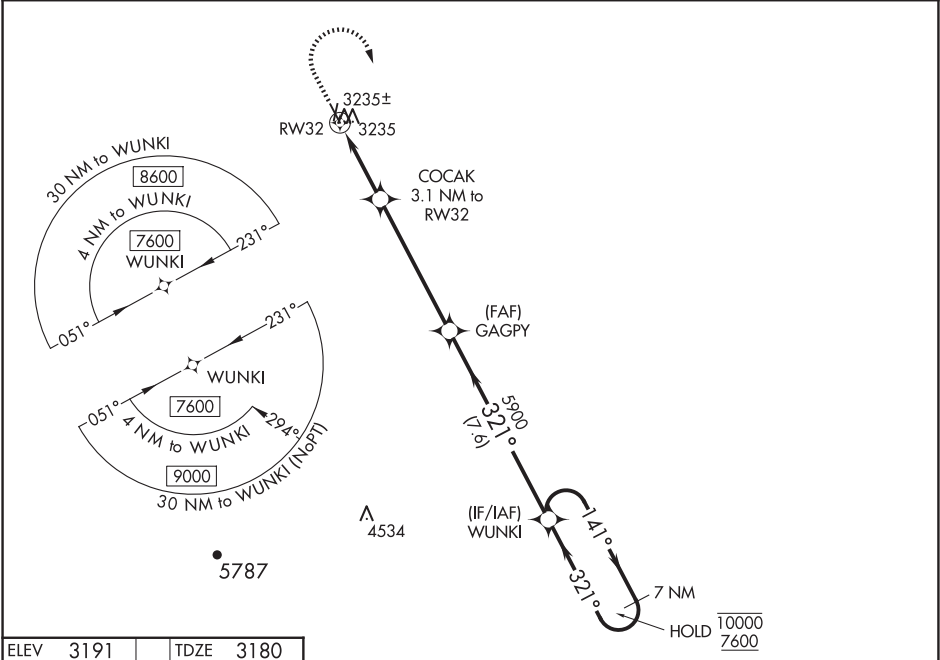 3235±
RW32
3235
COCAK
3.1 NM to
RW32
30 NM to WUNKI
8600
4 NM to WUNKI
7600
WUNKI
231°
051°
(FAF)
GAGPY
231°
WUNKI
051°
7600
4 NM to WUNKI
294°
9000
30 NM to WUNKI (NoPT)
5900
321°
(7.6)
4534
5787
(IF/IAF)
WUNKI
141°
321°
7 NM
HOLD
10000
7600
ELEV 3191
TDZE 3180